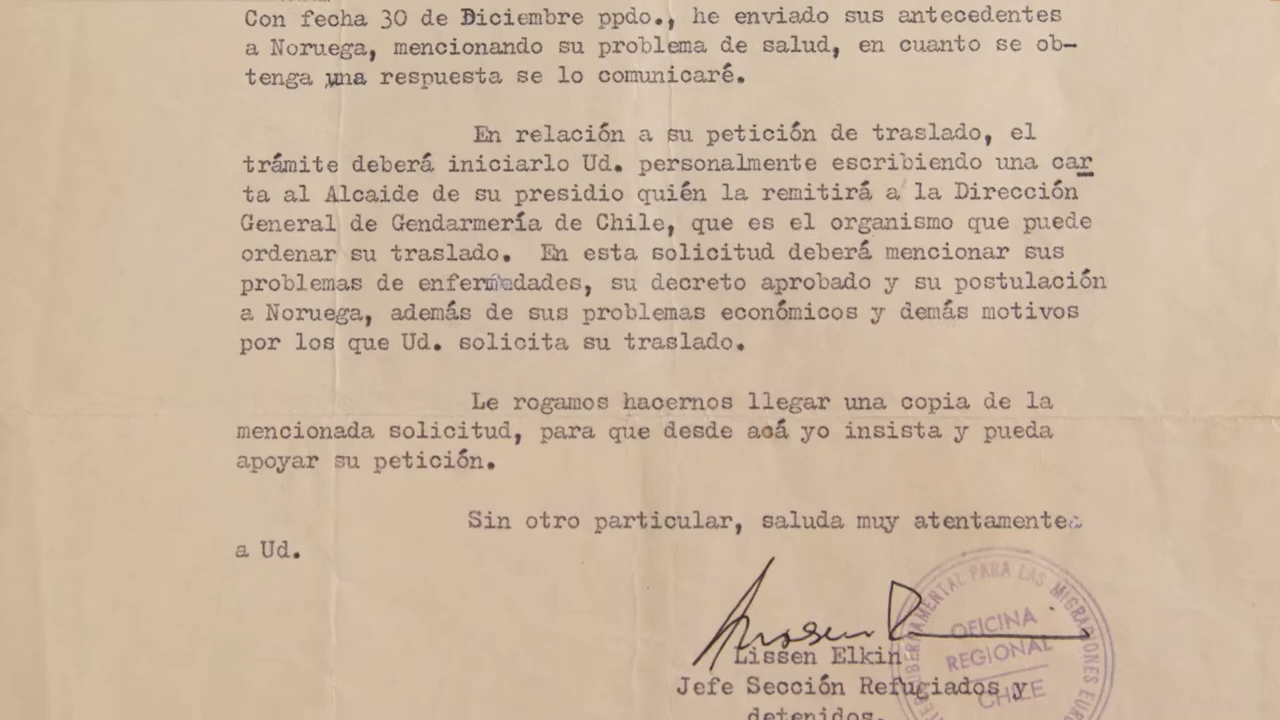 Con fecha 30 de Diciembre ppdo., he enviado sus antecedentes
a Noruega, mencionando su problema de salud, en cuanto se ob-
tenga una respuesta se lo comunicaré.
En relación a su petición de traslado, el
trámite deberá iniciarlo Ud. personalmente escribiendo una car
ta al Alcaide de su presidio quién la remitirá a la Dirección
General de Gendarmería de Chile, que es el organismo que puede
ordenar su traslado. En esta solicitud deberá mencionar sus
problemas de enfermedades, su decreto aprobado y su postulación
a Noruega, además de sus problemas económicos y demás motivos
por los que Ud. solicita su traslado.
Le rogamos hacernos llegar una copia de la
mencionada solicitud, para que desde acá yo insista y pueda
apoyar su petición.
Sin otro particular, saluda muy atentamente
a Ud.
Lissen Elkin
Jefe Sección Refugiados y
detenidos.
PARA LAS MIGRACIONES
OFICINA
REGIONAL
CHILE